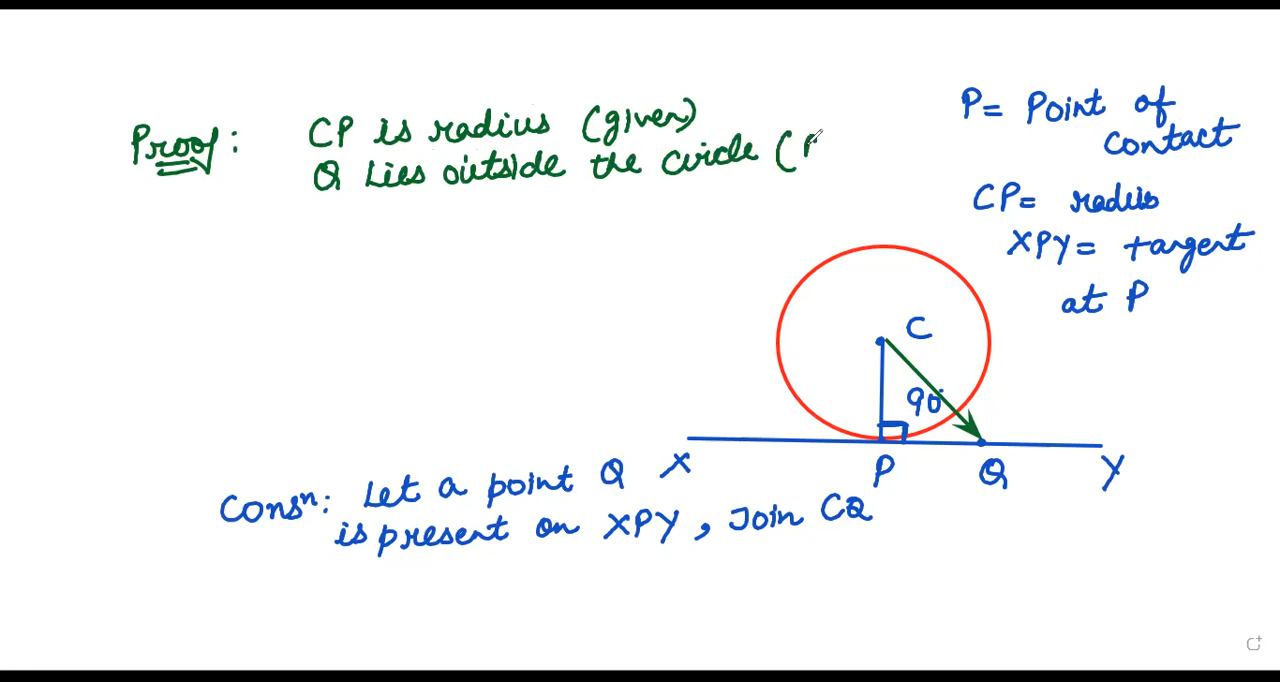 Proof: CP is radius (given)
Q lies outside the circle (
P = Point of
contact
CP = radius
XPY = tangent
at P
C
90°
X P Q Y
Consⁿ: Let a point Q
is present on XPY, Join CQ